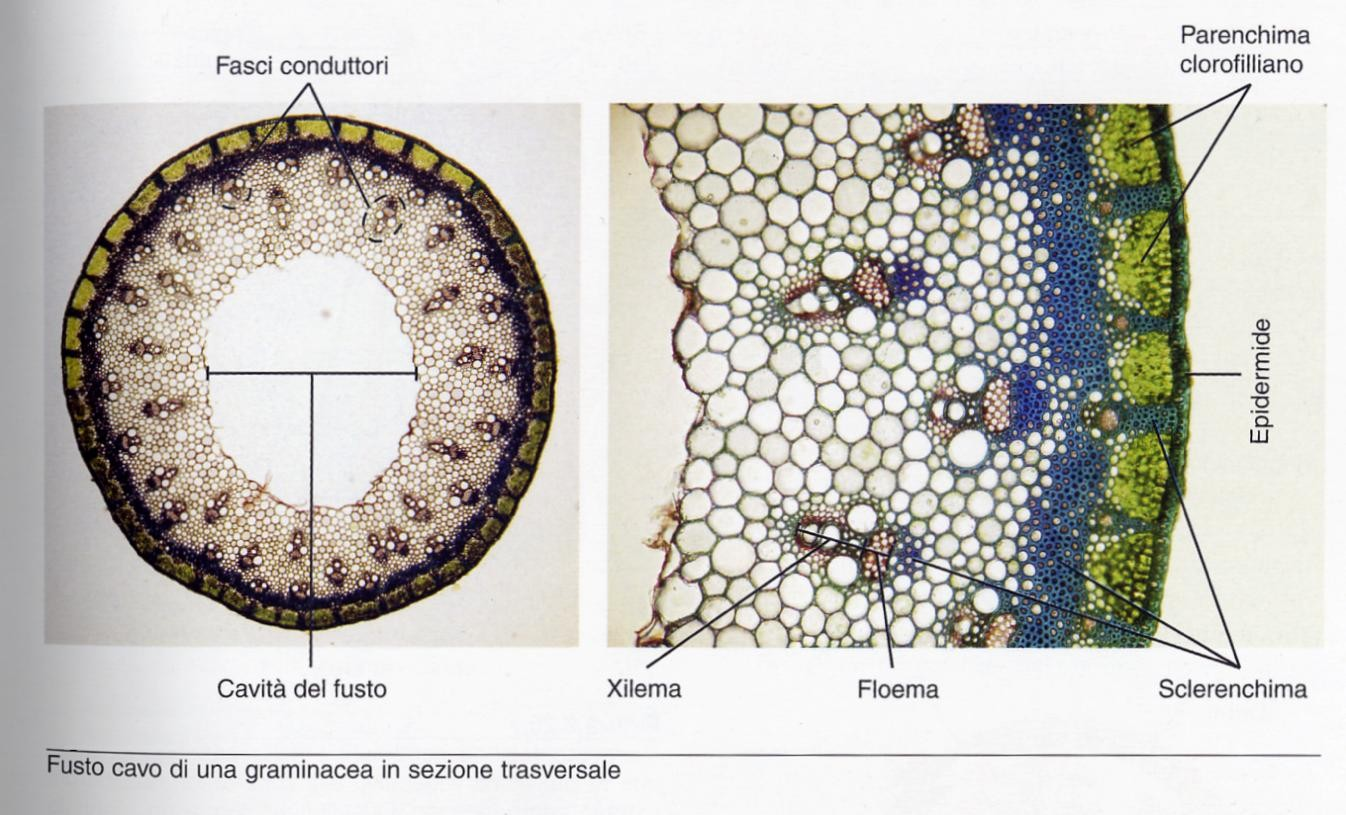 Fasci conduttori
Parenchima
clorofilliano
Epidermide
Cavità del fusto
Xilema
Floema
Sclerenchima
Fusto cavo di una graminacea in sezione trasversale